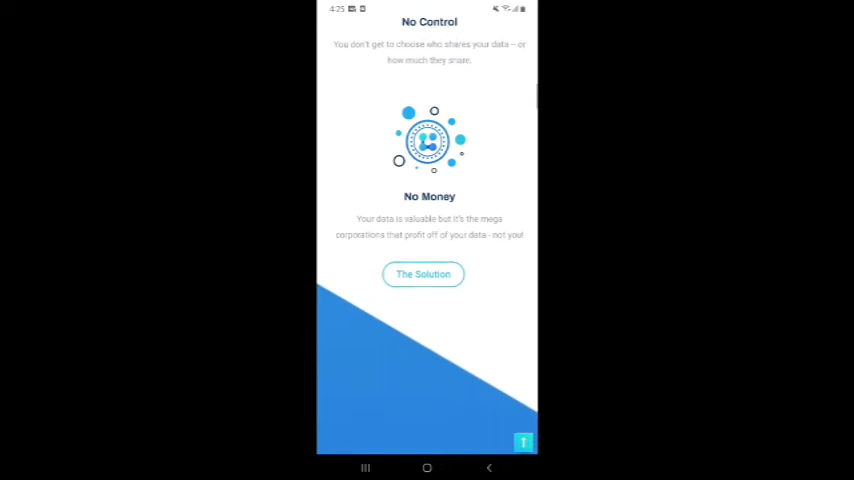 4:25
No Control
You don't get to choose who shares your data – or
how much they share.
No Money
Your data is valuable but it's the mega
corporations that profit off of your data - not you!
The Solution